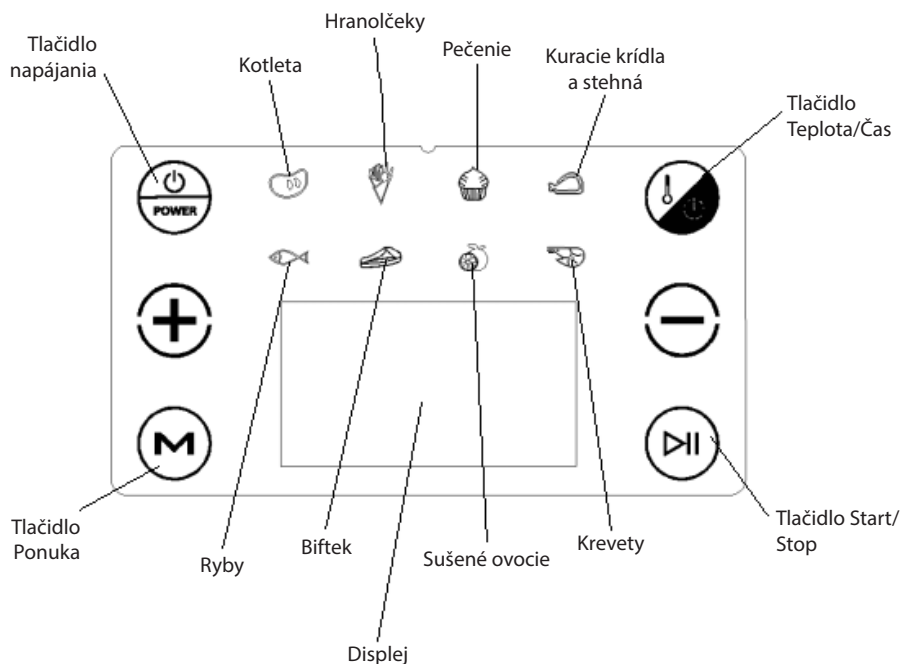 Hranolčeky
Tlačidlo
napájania
Kotleta
Pečenie
Kuracie krídla
a stehná
Tlačidlo
Teplota/Čas
POWER
M
Tlačidlo
Ponuka
Ryby
Biftek
Sušené ovocie
Krevety
Tlačidlo Start/
Stop
Displej